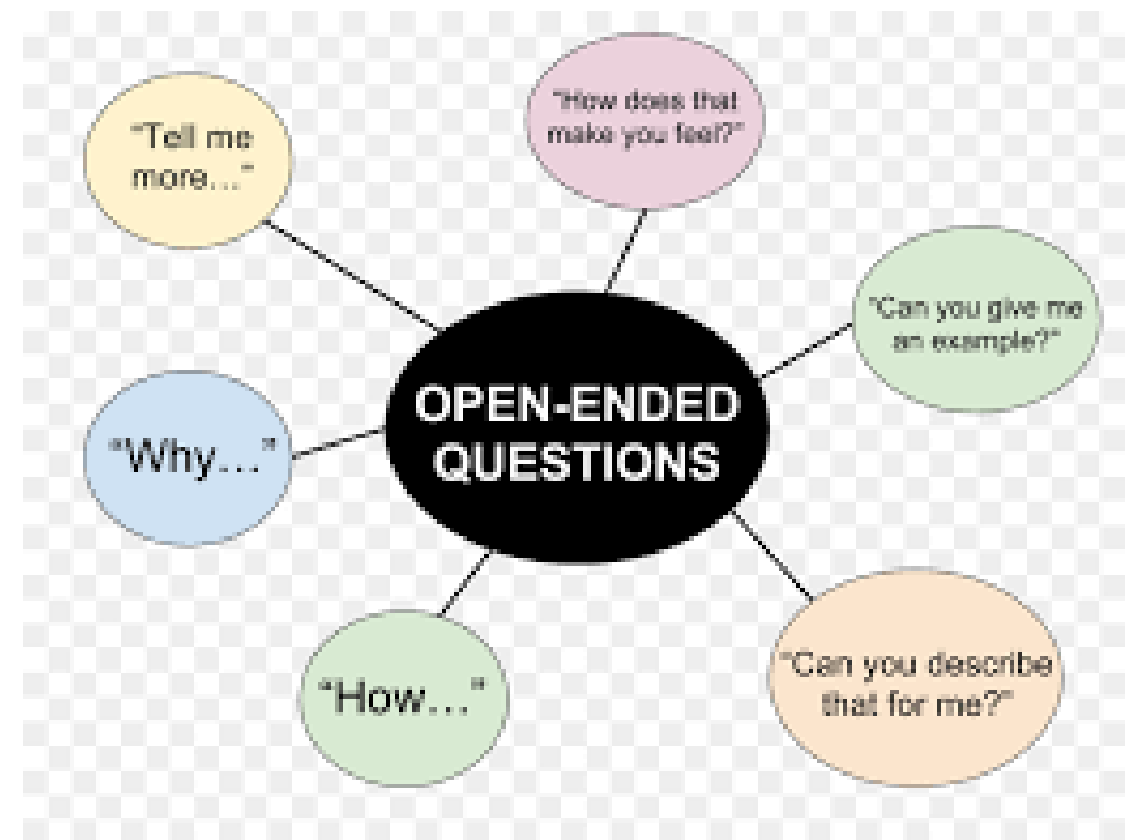 "How does that
make you feel?"
"Tell me
more..."
"Can you give me
an example?"
OPEN-ENDED
QUESTIONS
"Why..."
"How..."
"Can you describe
that for me?"